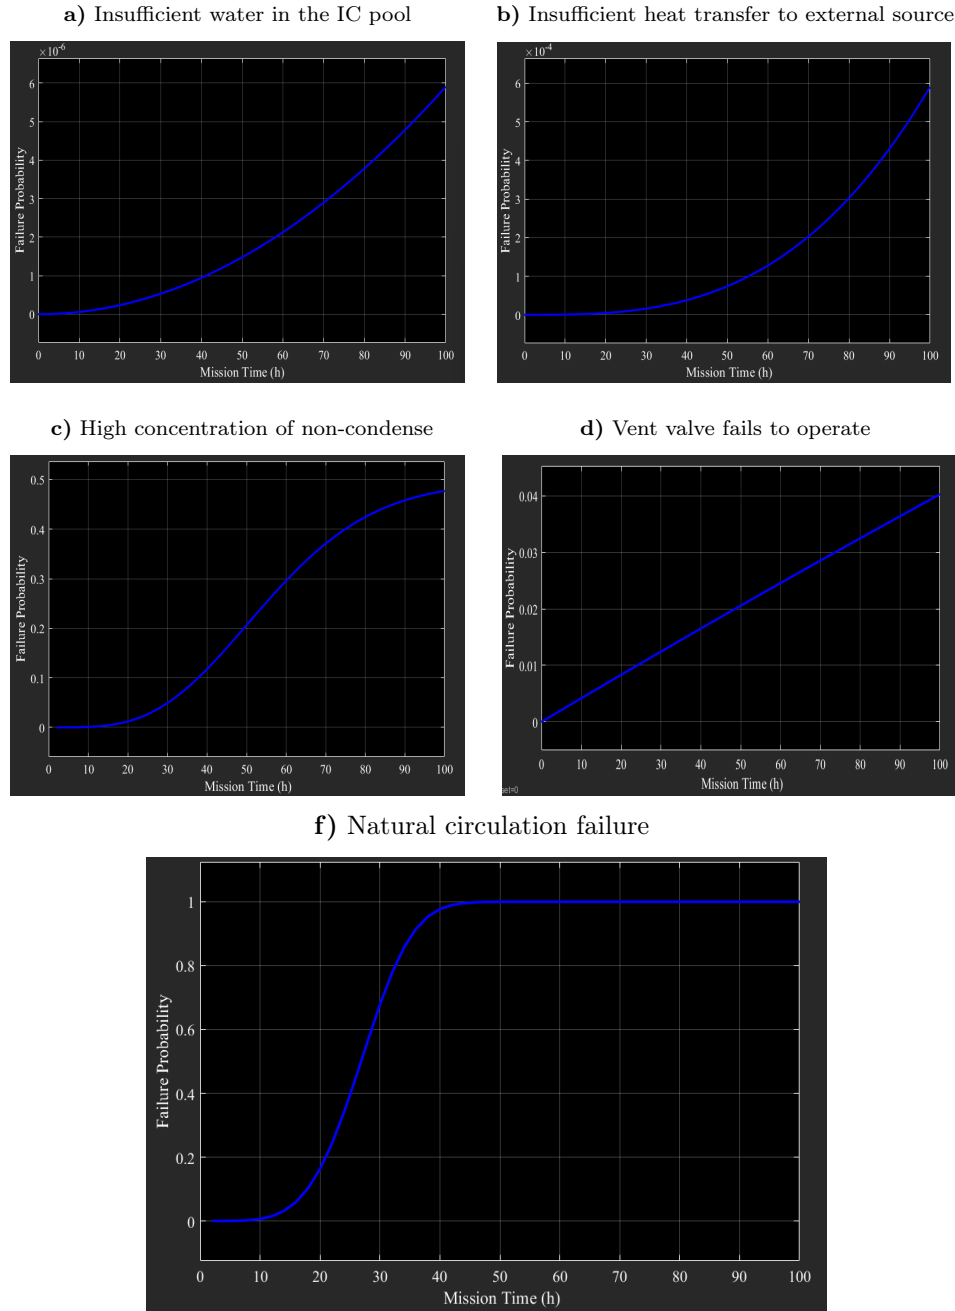 a) Insufficient water in the IC pool
b) Insufficient heat transfer to external source
×10⁻⁶
6
5
4
3
2
1
0
Failure Probability
0 10 20 30 40 50 60 70 80 90 100
Mission Time (h)
×10⁻⁴
6
5
4
3
2
1
0
Failure Probability
0 10 20 30 40 50 60 70 80 90 100
Mission Time (h)
c) High concentration of non-condense
d) Vent valve fails to operate
0.5
0.4
0.3
0.2
0.1
0
Failure Probability
0 10 20 30 40 50 60 70 80 90 100
Mission Time (h)
0.04
0.03
0.02
0.01
0
Failure Probability
0 10 20 30 40 50 60 70 80 90 100
Mission Time (h)
set=0
f) Natural circulation failure
1
0.8
0.6
0.4
0.2
0
Failure Probability
0 10 20 30 40 50 60 70 80 90 100
Mission Time (h)